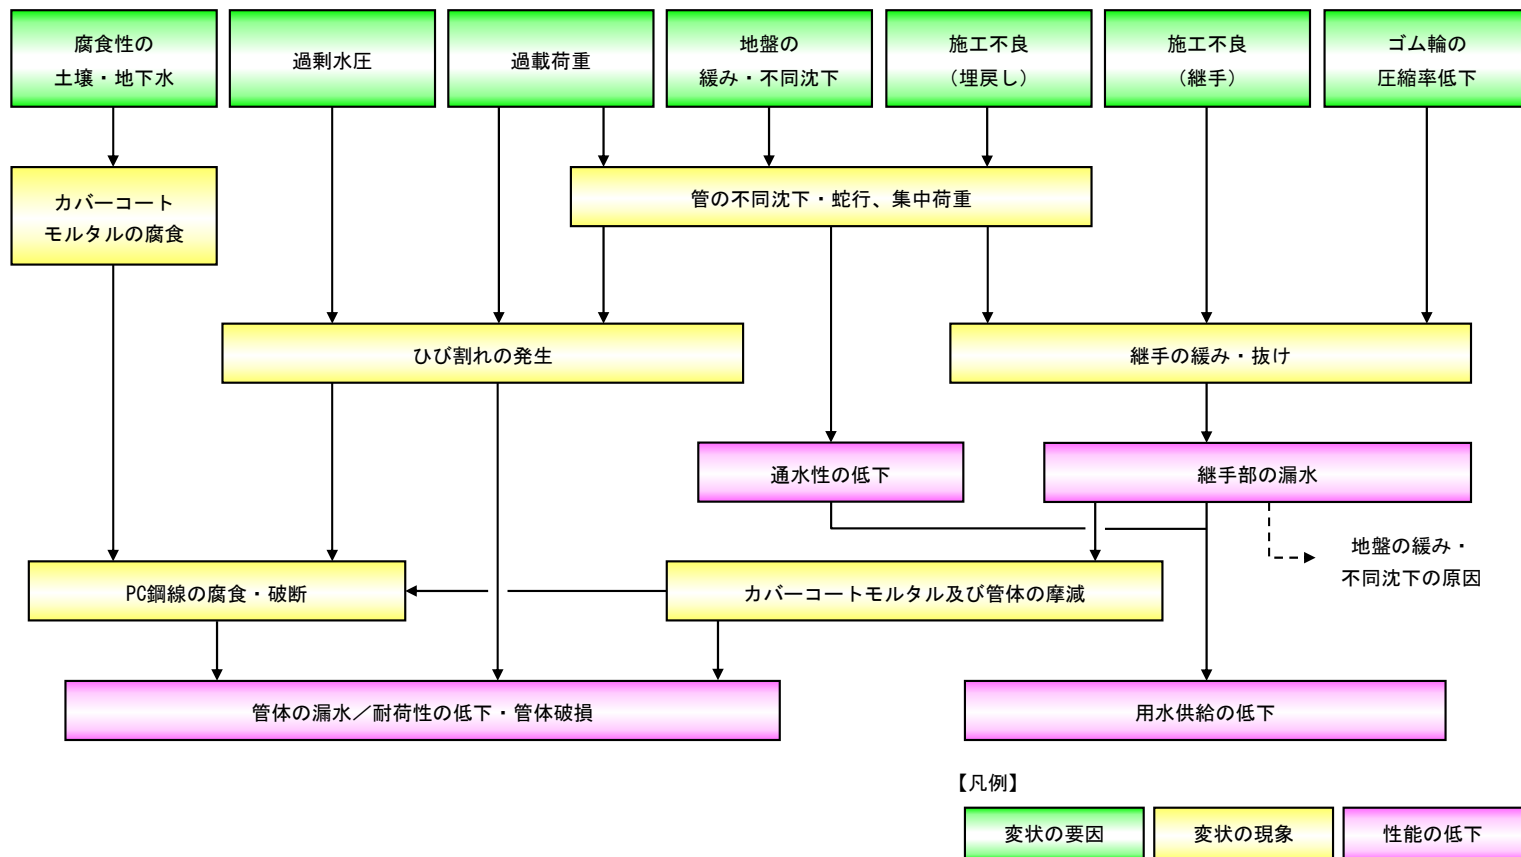 腐食性の
土壌・地下水
過剰水圧
過載荷重
地盤の
緩み・不同沈下
施工不良
（埋戻し）
施工不良
（継手）
ゴム輪の
圧縮率低下
カバーコート
モルタルの腐食
管の不同沈下・蛇行、集中荷重
ひび割れの発生
継手の緩み・抜け
通水性の低下
継手部の漏水
地盤の緩み・
不同沈下の原因
PC鋼線の腐食・破断
カバーコートモルタル及び管体の摩減
管体の漏水／耐荷性の低下・管体破損
用水供給の低下
【凡例】
変状の要因
変状の現象
性能の低下